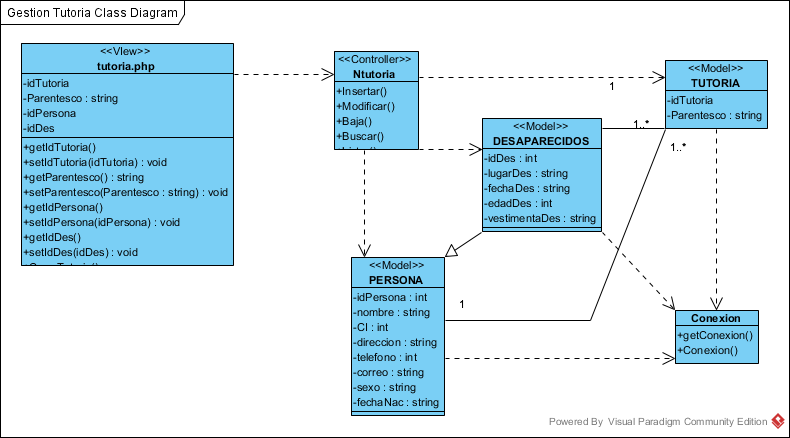 Gestion Tutoria Class Diagram
<<VIew>>
tutoria.php
-idTutoria
-Parentesco : string
-idPersona
-idDes
+getIdTutoria()
+setIdTutoria(idTutoria) : void
+getParentesco() : string
+setParentesco(Parentesco : string) : void
+getIdPersona()
+setIdPersona(idPersona) : void
+getIdDes()
+setIdDes(idDes) : void
<<Controller>>
Ntutoria
+Insertar()
+Modificar()
+Baja()
+Buscar()
<<Model>>
TUTORIA
-idTutoria
-Parentesco : string
1
1..*
1..*
<<Model>>
DESAPARECIDOS
-idDes : int
-lugarDes : string
-fechaDes : string
-edadDes : int
-vestimentaDes : string
<<Model>>
PERSONA
-idPersona : int
-nombre : string
-CI : int
-direccion : string
-telefono : int
-correo : string
-sexo : string
-fechaNac : string
1
Conexion
+getConexion()
+Conexion()
Powered By Visual Paradigm Community Edition